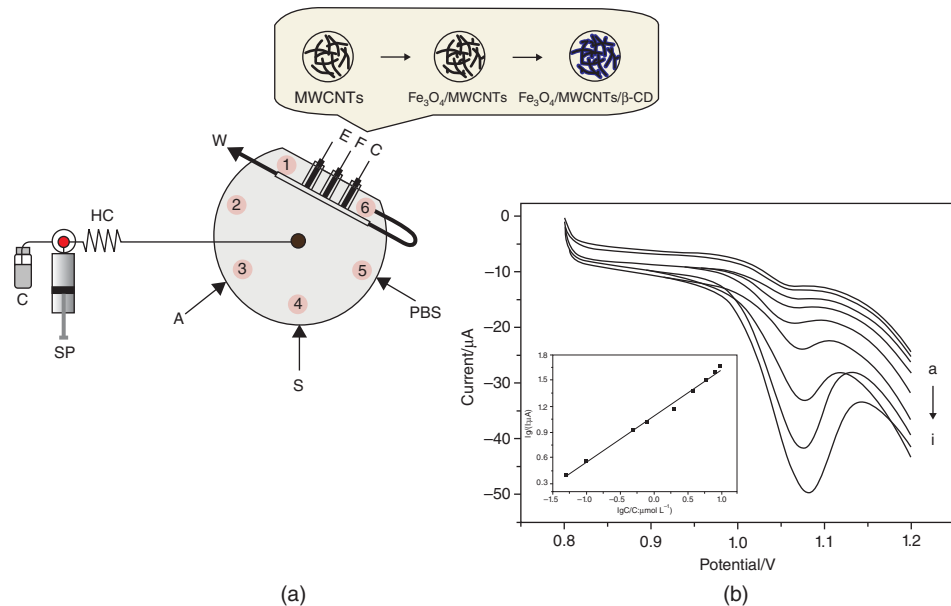 MWCNTs
Fe₃O₄/MWCNTs
Fe₃O₄/MWCNTs/β-CD
W
E
F
C
1
2
3
4
5
6
HC
C
SP
A
S
PBS
(a)
Current/μA
0
–10
–20
–30
–40
–50
0.8
0.9
1.0
1.1
1.2
Potential/V
a
i
lg/(I:μA)
1.8
1.5
1.2
0.9
0.6
0.3
–1.5
–1.0
–0.5
0.0
0.5
1.0
lgC/C:μmol L⁻¹)
(b)